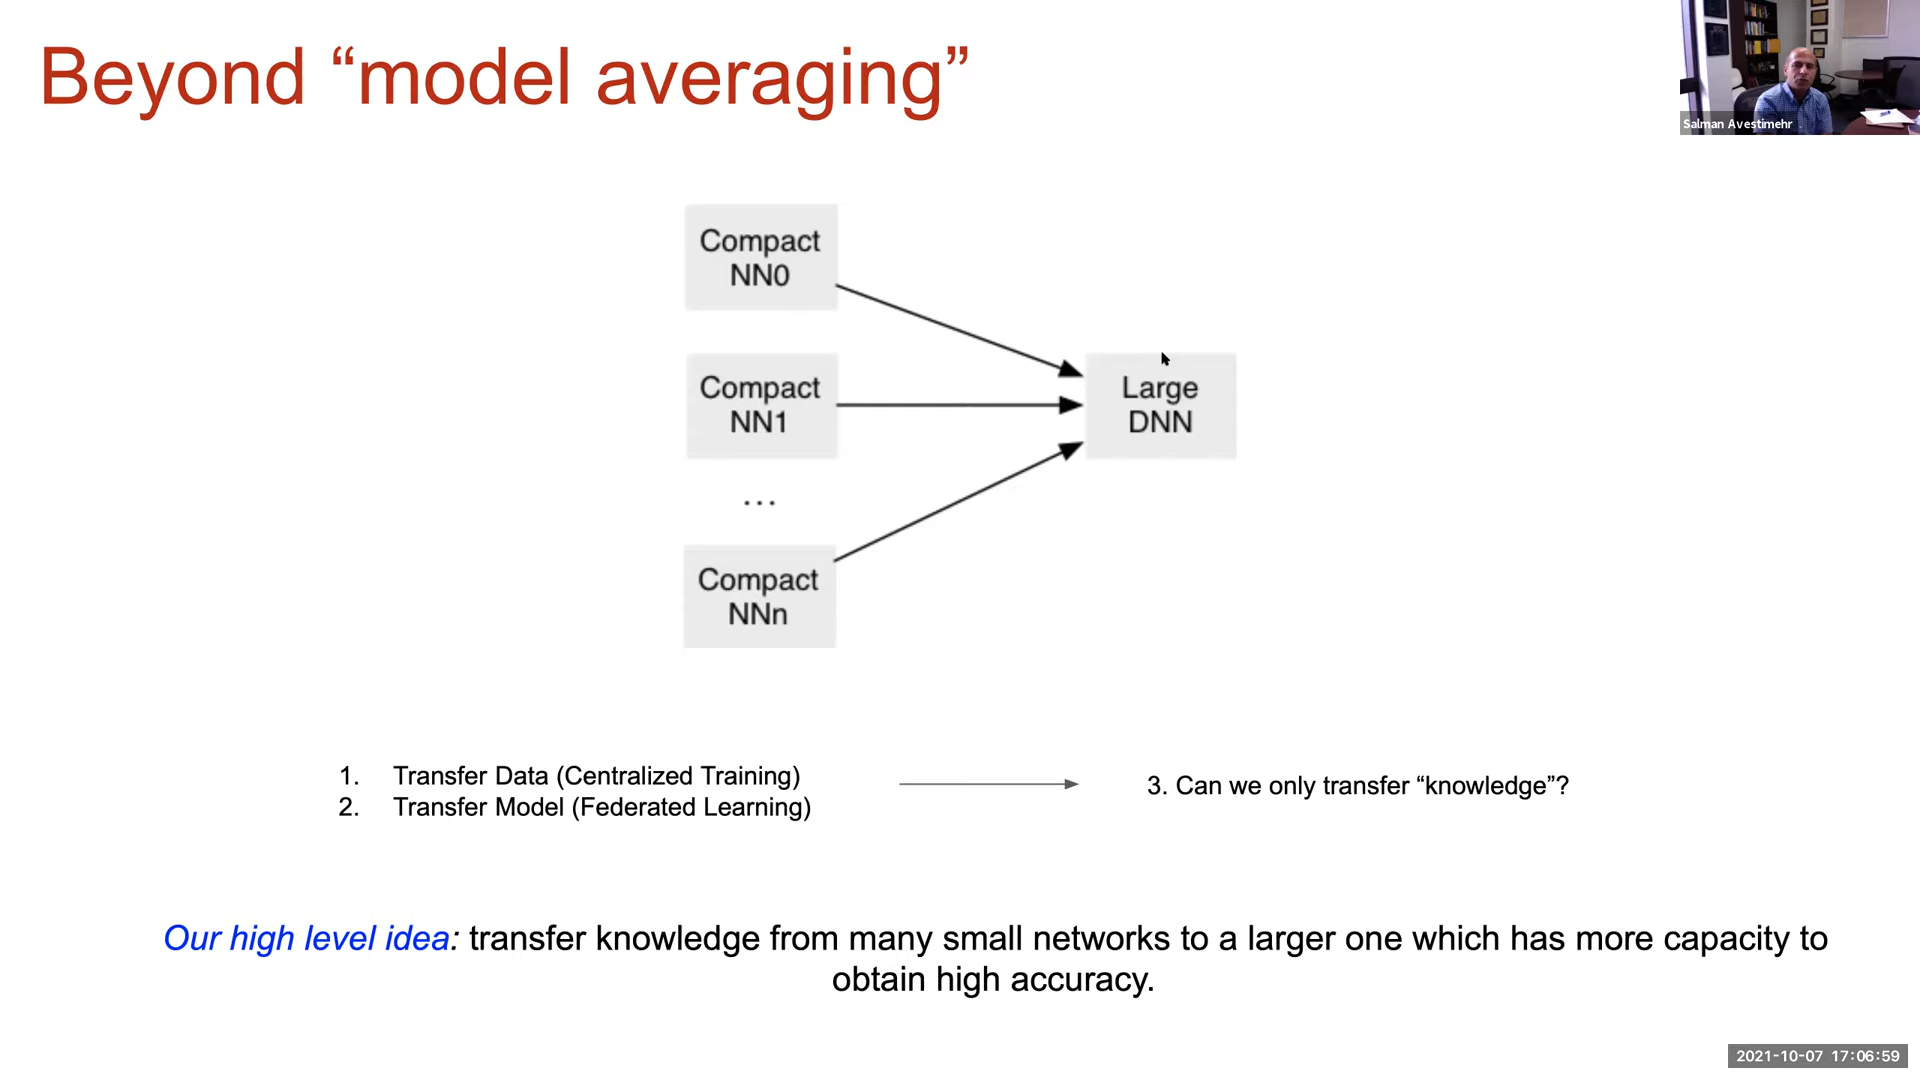 Beyond “model averaging”
Salman Avestimehr
Compact
NN0
Compact
NN1
...
Compact
NNn
Large
DNN
1. Transfer Data (Centralized Training)
2. Transfer Model (Federated Learning)
3. Can we only transfer “knowledge”?
Our high level idea: transfer knowledge from many small networks to a larger one which has more capacity to
obtain high accuracy.
2021-10-07 17:06:59